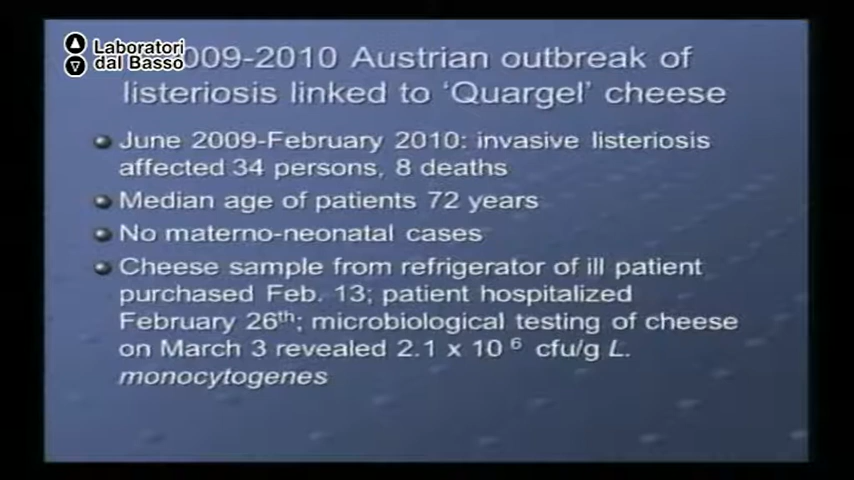 Laboratori
dal Basso
009-2010 Austrian outbreak of
listeriosis linked to ‘Quargel’ cheese
June 2009-February 2010: invasive listeriosis
affected 34 persons, 8 deaths
Median age of patients 72 years
No materno-neonatal cases
Cheese sample from refrigerator of ill patient
purchased Feb. 13; patient hospitalized
February 26th; microbiological testing of cheese
on March 3 revealed 2.1 x 10 6 cfu/g L.
monocytogenes